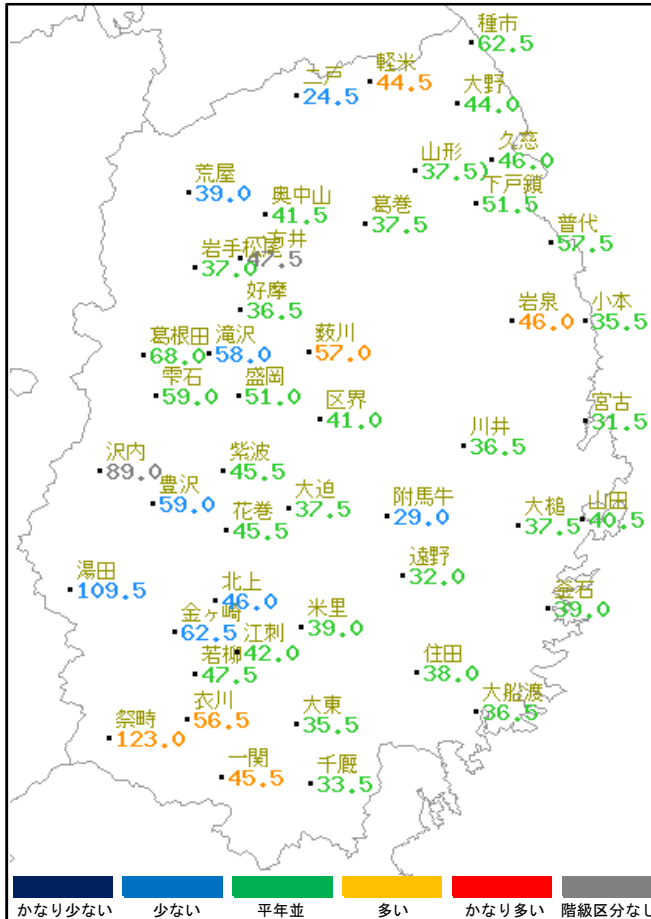 種市
62.5
軽米
44.5
二戸
24.5
大野
44.0
久慈
46.0
山形
37.5)
下戸鎖
51.5
荒屋
39.0
奥中山
41.5
葛巻
37.5
普代
57.5
岩手松尾
37.0
47.5
好摩
36.5
岩泉
46.0
小本
35.5
葛根田
68.0
滝沢
58.0
薮川
57.0
雫石
59.0
盛岡
51.0
区界
41.0
宮古
31.5
川井
36.5
沢内
89.0
紫波
45.5
豊沢
59.0
大迫
37.5
花巻
45.5
附馬牛
29.0
大槌
37.5
山田
40.5
遠野
32.0
湯田
109.5
北上
46.0
釜石
39.0
金ヶ崎
62.5
米里
39.0
江刺
42.0
若柳
47.5
住田
38.0
大船渡
36.5
衣川
56.5
大東
35.5
祭畤
123.0
一関
45.5
千厩
33.5
かなり少ない 少ない 平年並 多い かなり多い 階級区分なし